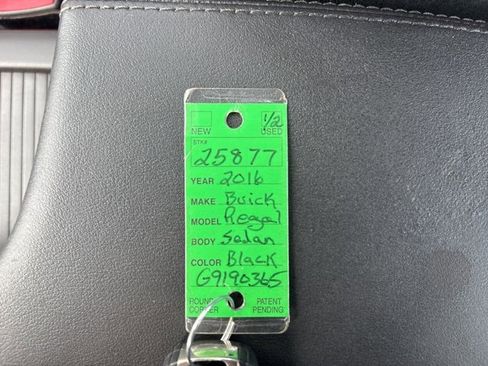 1/2
NEW USED
STK#
25877
YEAR 2016
MAKE Buick
MODEL Regal
BODY Sedan
COLOR Black
G9190365
ROUND CORNER PATENT PENDING